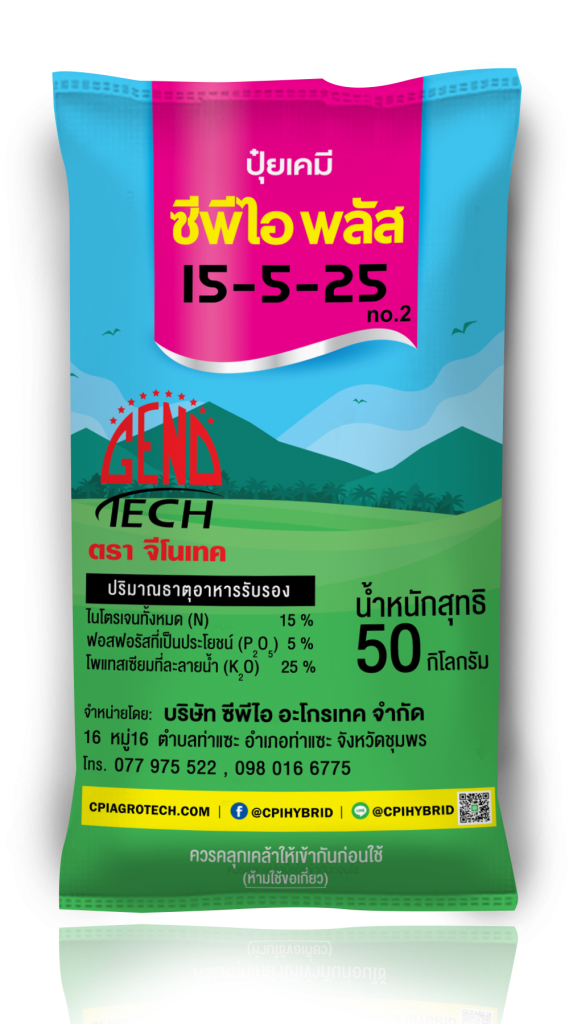 ปุ๋ยเคมี
ซีพีไอ พลัส
15-5-25
no.2
GENO
TECH
ตรา จีโนเทค
ปริมาณธาตุอาหารรับรอง
ไนโตรเจนทั้งหมด (N) 15 %
ฟอสฟอรัสที่เป็นประโยชน์ (P2O5) 5 %
โพแทสเซียมที่ละลายน้ำ (K2O) 25 %
น้ำหนักสุทธิ
50 กิโลกรัม
จำหน่ายโดย: บริษัท ซีพีไอ อะโกรเทค จำกัด
16 หมู่16 ตำบลท่าแซะ อำเภอท่าแซะ จังหวัดชุมพร
โทร. 077 975 522 , 098 016 6775
CPIAGROTECH.COM | @CPIHYBRID | @CPIHYBRID
ควรคลุกเคล้าให้เข้ากันก่อนใช้
(ห้ามใช้ขอเกี่ยว)